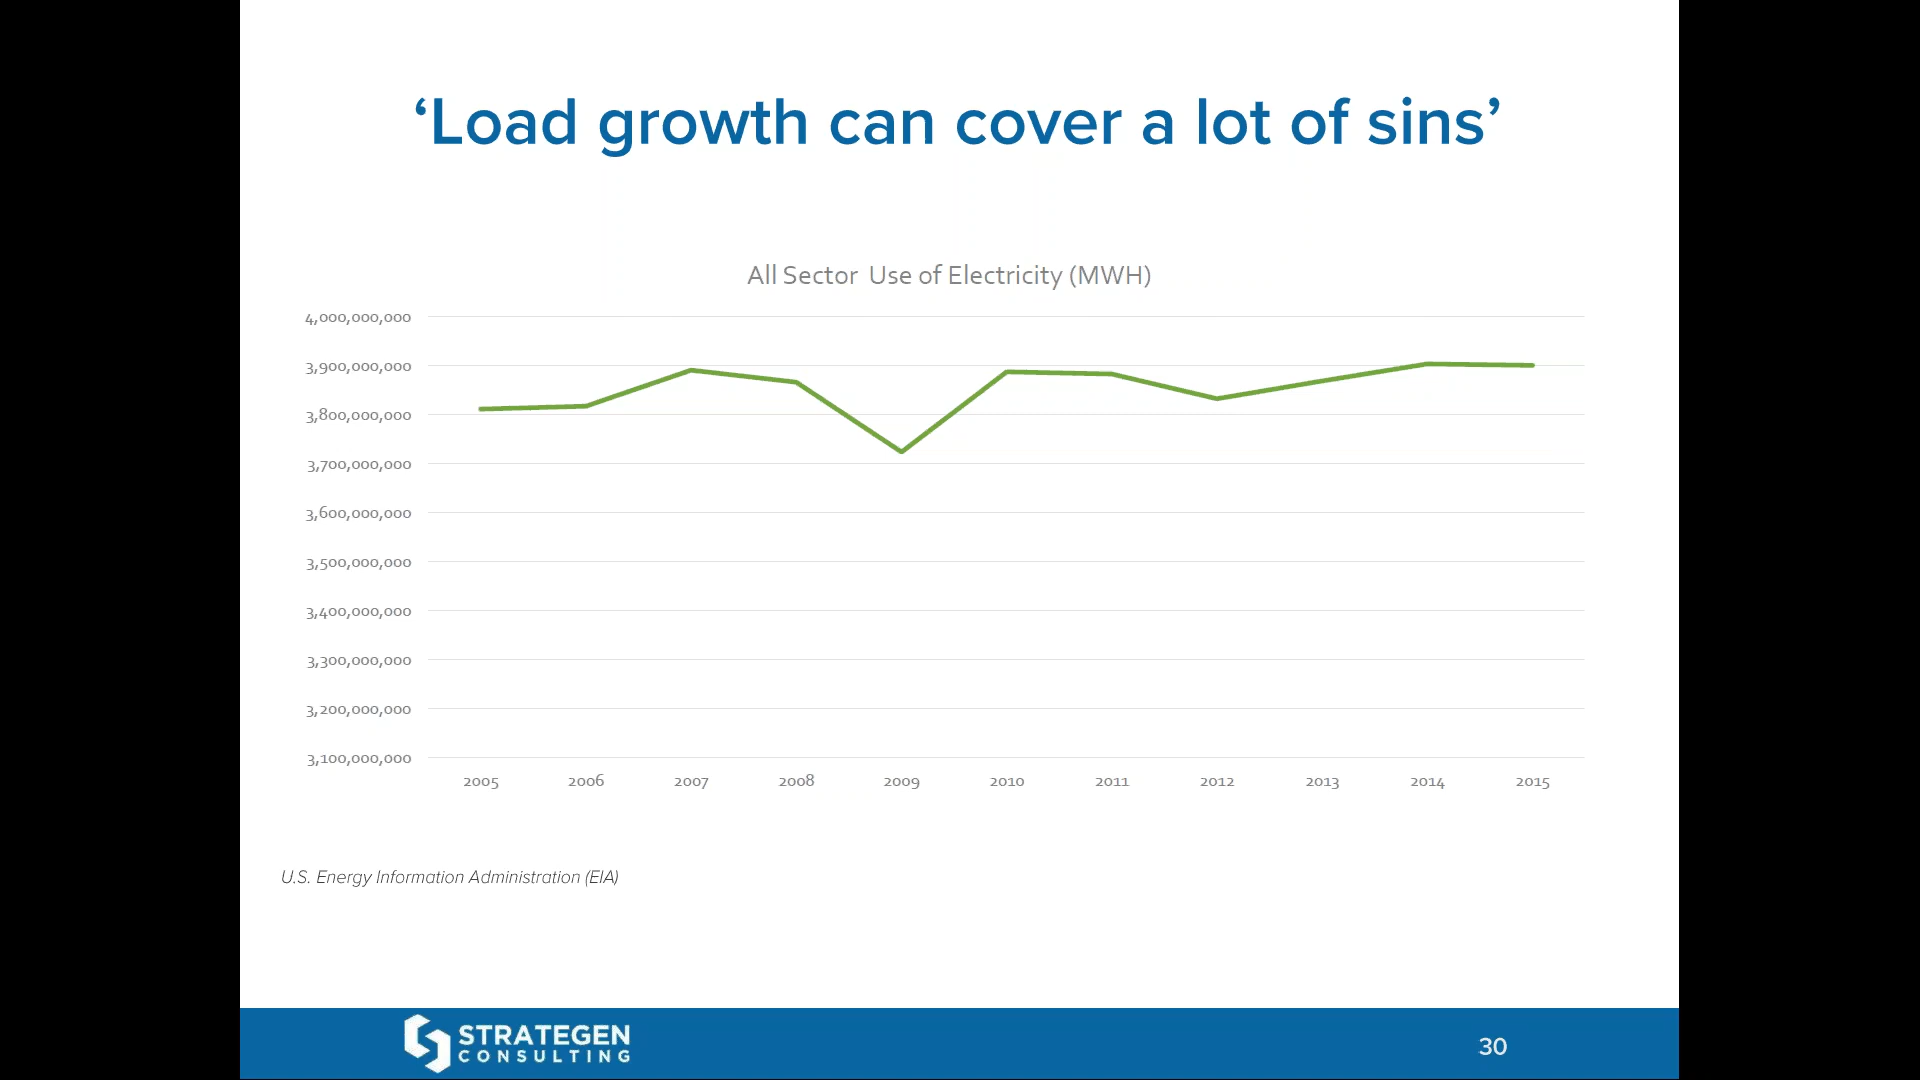 ‘Load growth can cover a lot of sins’
All Sector  Use of Electricity (MWH)
4,000,000,000
3,900,000,000
3,800,000,000
3,700,000,000
3,600,000,000
3,500,000,000
3,400,000,000
3,300,000,000
3,200,000,000
3,100,000,000
2005 2006 2007 2008 2009 2010 2011 2012 2013 2014 2015
U.S. Energy Information Administration (EIA)
STRATEGEN
CONSULTING
30